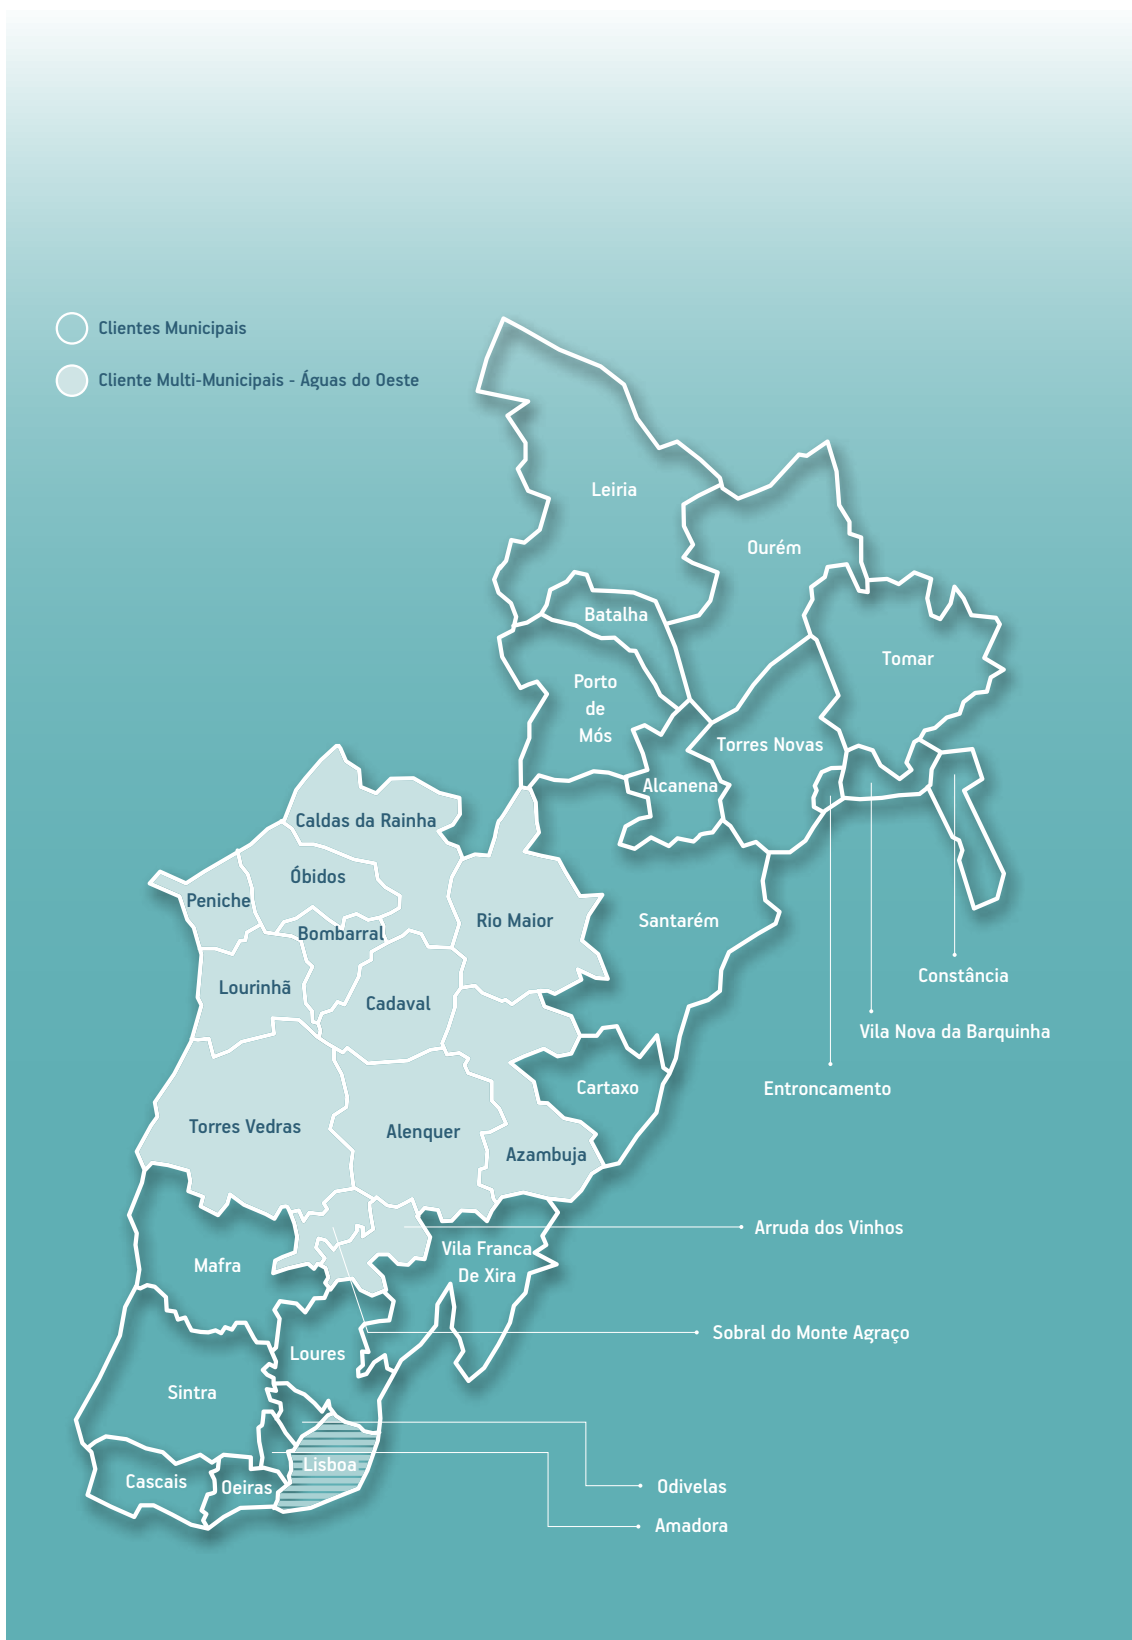 Clientes Municipais
Cliente Multi-Municipais - Águas do Oeste
Leiria
Ourém
Batalha
Tomar
Porto
de
Mós
Torres Novas
Alcanena
Caldas da Rainha
Óbidos
Peniche
Rio Maior
Santarém
Bombarral
Constância
Lourinhã
Cadaval
Vila Nova da Barquinha
Cartaxo
Entroncamento
Torres Vedras
Alenquer
Azambuja
Arruda dos Vinhos
Vila Franca
De Xira
Mafra
Sobral do Monte Agraço
Loures
Sintra
Lisboa
Cascais
Oeiras
Odivelas
Amadora